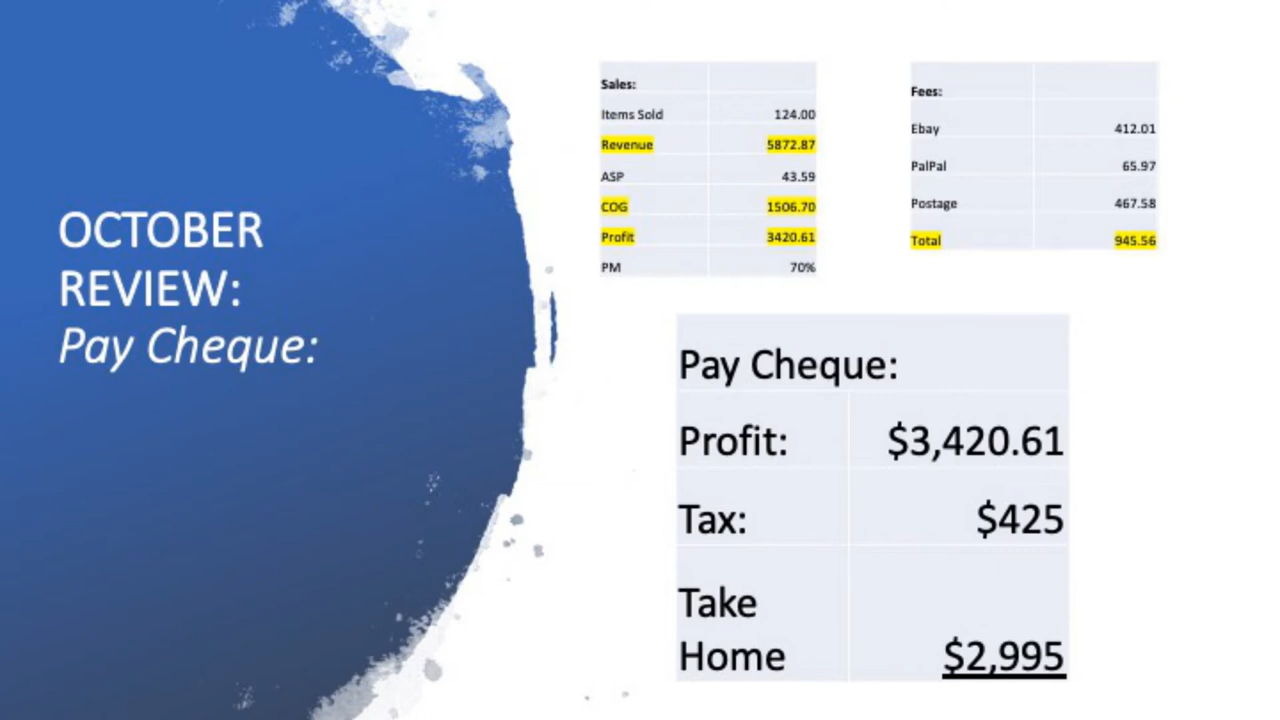 OCTOBER
REVIEW:
Pay Cheque:
Sales:
Items Sold 124.00
Revenue 5872.87
ASP 43.59
COG 1506.70
Profit 3420.61
PM 70%
Fees:
Ebay 412.01
PalPal 65.97
Postage 467.58
Total 945.56
Pay Cheque:
Profit: $3,420.61
Tax: $425
Take
Home $2,995